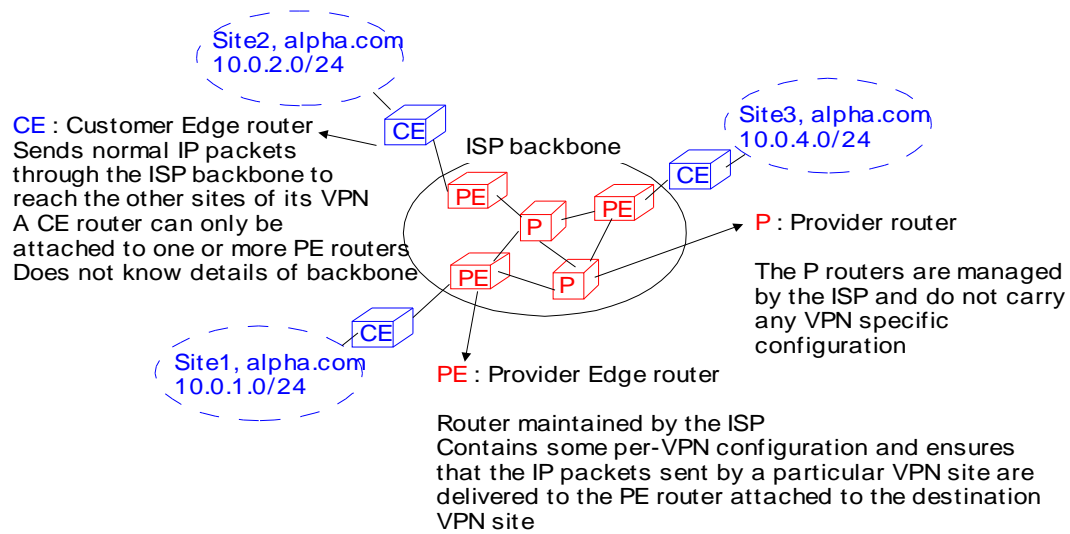 Site2, alpha.com
10.0.2.0/24
CE
CE : Customer Edge router
Sends normal IP packets
through the ISP backbone to
reach the other sites of its VPN
A CE router can only be
attached to one or more PE routers
Does not know details of backbone
ISP backbone
Site3, alpha.com
10.0.4.0/24
CE
PE
PE
P
PE
P
P : Provider router
The P routers are managed
by the ISP and do not carry
any VPN specific
configuration
CE
Site1, alpha.com
10.0.1.0/24
PE : Provider Edge router
Router maintained by the ISP
Contains some per-VPN configuration and ensures
that the IP packets sent by a particular VPN site are
delivered to the PE router attached to the destination
VPN site